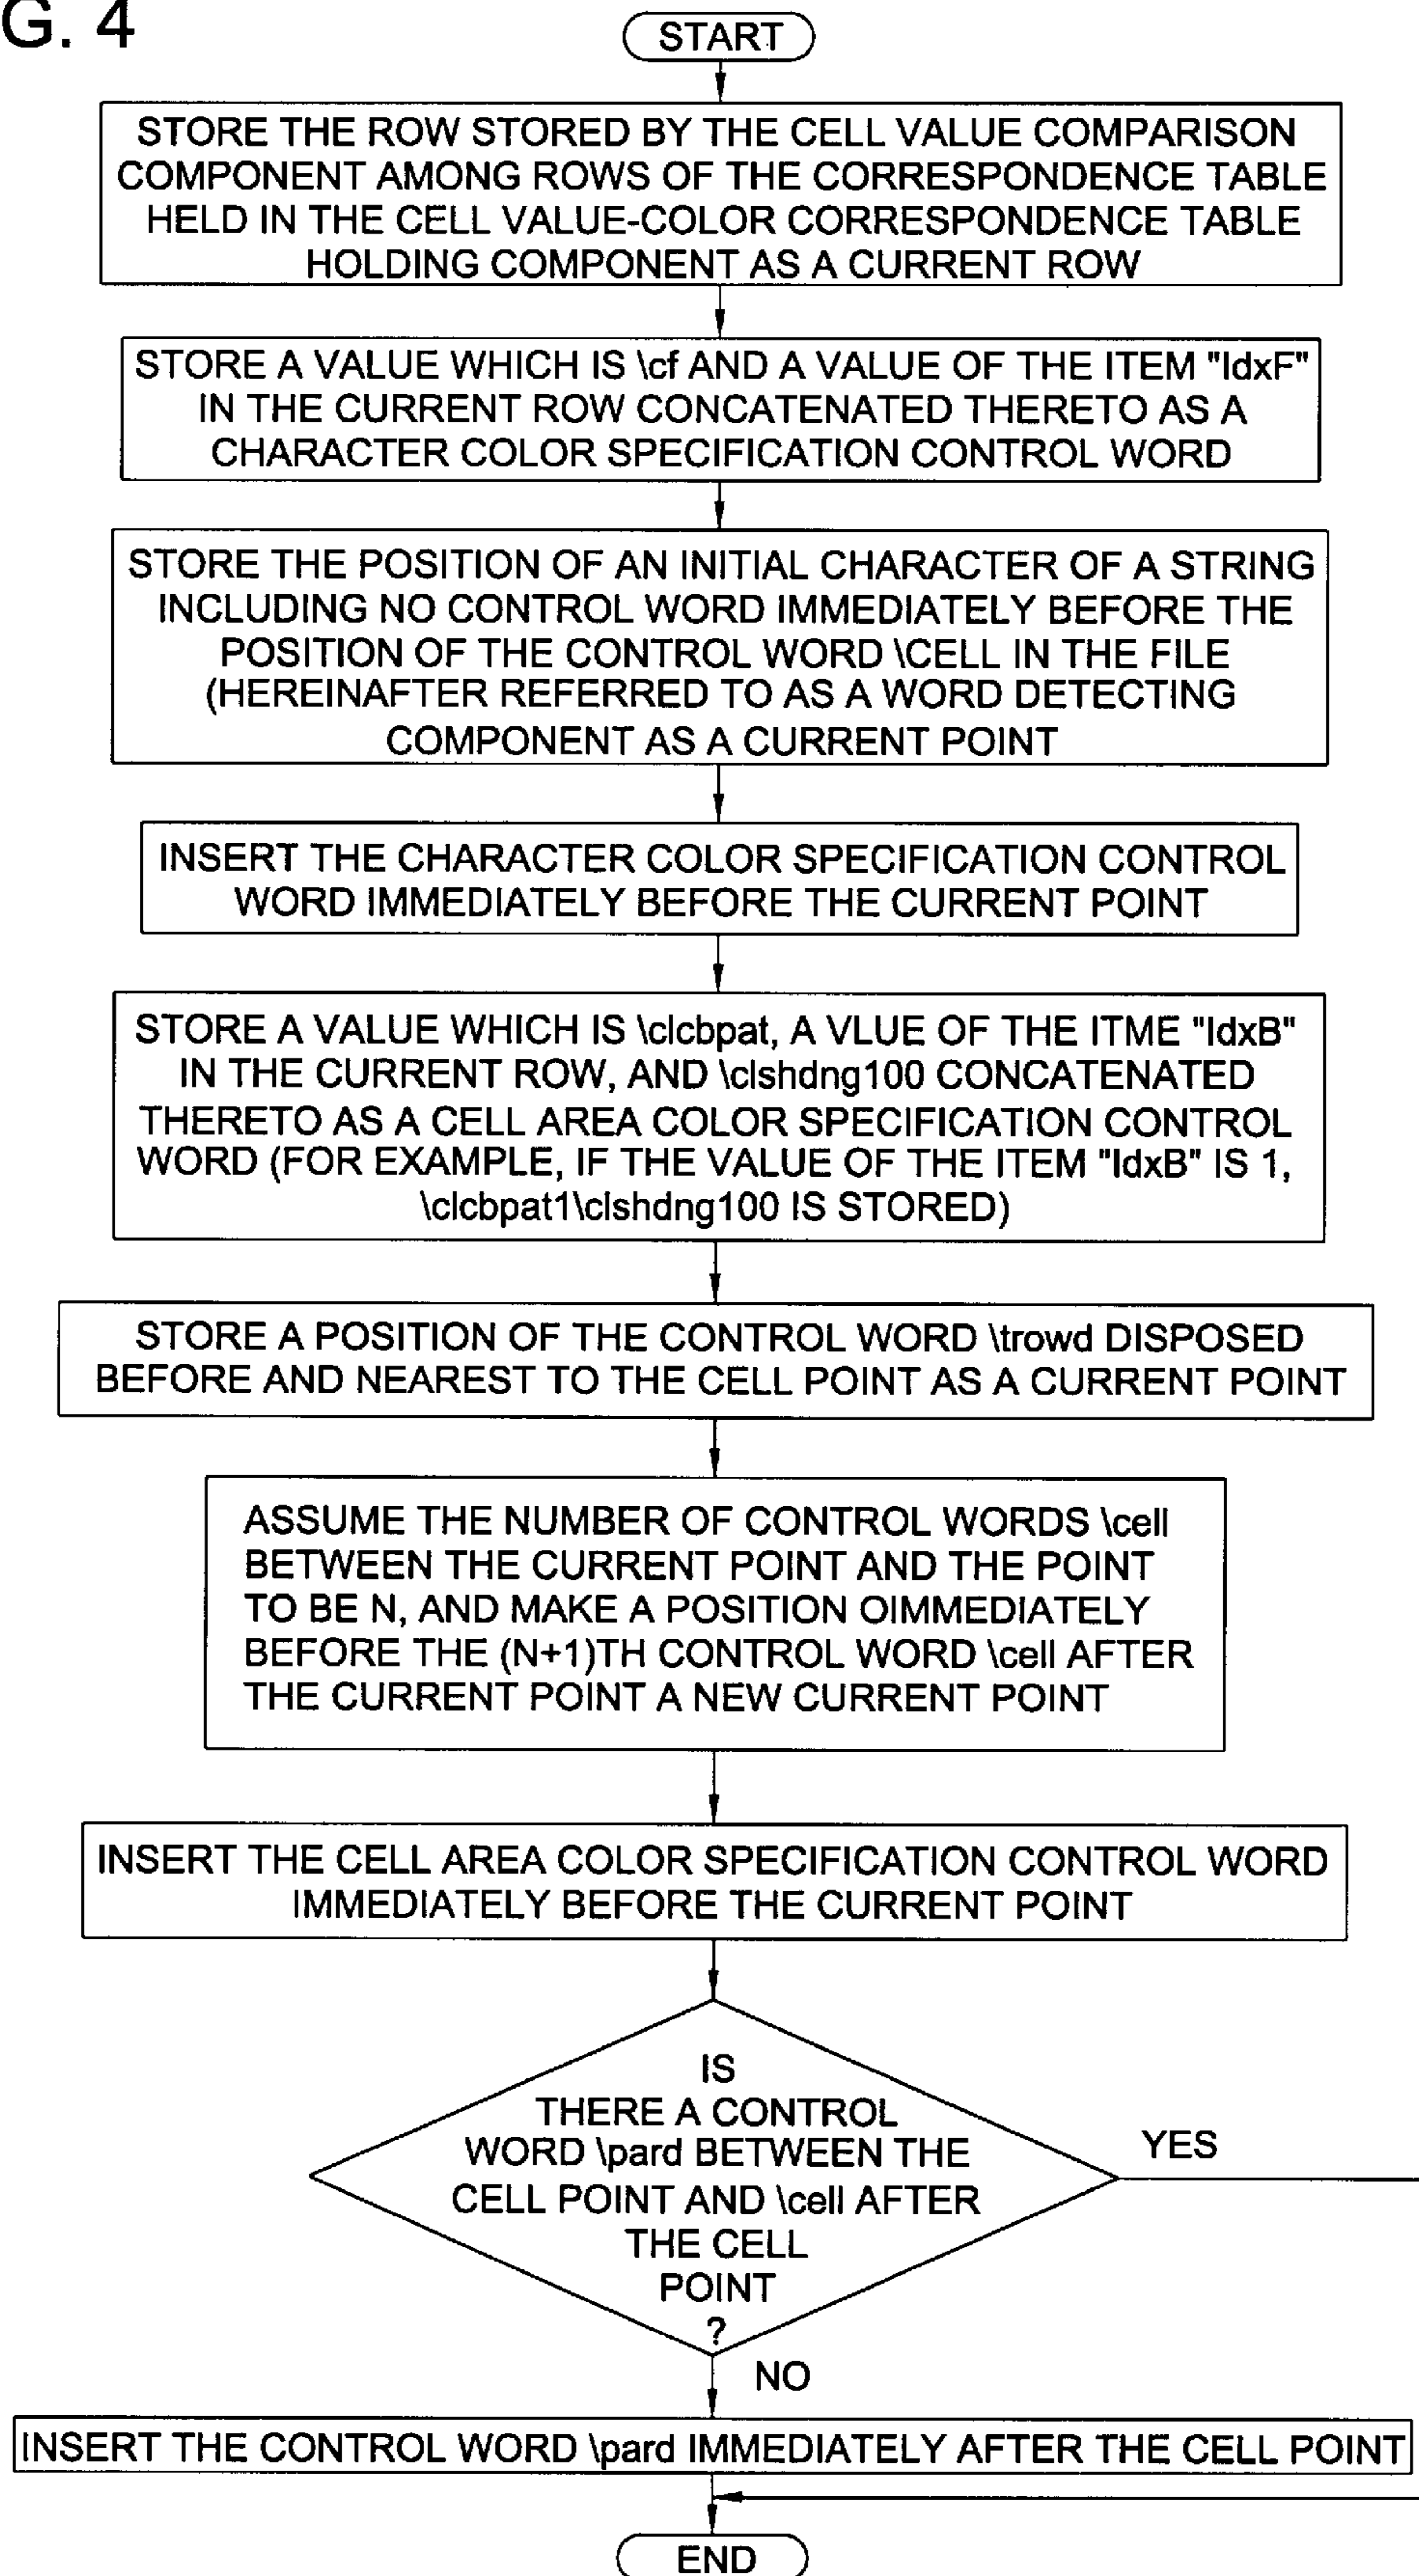 G. 4
START
STORE THE ROW STORED BY THE CELL VALUE COMPARISON
COMPONENT AMONG ROWS OF THE CORRESPONDENCE TABLE
HELD IN THE CELL VALUE-COLOR CORRESPONDENCE TABLE
HOLDING COMPONENT AS A CURRENT ROW
STORE A VALUE WHICH IS \cf AND A VALUE OF THE ITEM "IdxF"
IN THE CURRENT ROW CONCATENATED THERETO AS A
CHARACTER COLOR SPECIFICATION CONTROL WORD
STORE THE POSITION OF AN INITIAL CHARACTER OF A STRING
INCLUDING NO CONTROL WORD IMMEDIATELY BEFORE THE
POSITION OF THE CONTROL WORD \CELL IN THE FILE
(HEREINAFTER REFERRED TO AS A WORD DETECTING
COMPONENT AS A CURRENT POINT
INSERT THE CHARACTER COLOR SPECIFICATION CONTROL
WORD IMMEDIATELY BEFORE THE CURRENT POINT
STORE A VALUE WHICH IS \clcbpat, A VLUE OF THE ITME "IdxB"
IN THE CURRENT ROW, AND \clshdng100 CONCATENATED
THERETO AS A CELL AREA COLOR SPECIFICATION CONTROL
WORD (FOR EXAMPLE, IF THE VALUE OF THE ITEM "IdxB" IS 1,
\clcbpat1\clshdng100 IS STORED)
STORE A POSITION OF THE CONTROL WORD \trowd DISPOSED
BEFORE AND NEAREST TO THE CELL POINT AS A CURRENT POINT
ASSUME THE NUMBER OF CONTROL WORDS \cell
BETWEEN THE CURRENT POINT AND THE POINT
TO BE N, AND MAKE A POSITION OIMMEDIATELY
BEFORE THE (N+1)TH CONTROL WORD \cell AFTER
THE CURRENT POINT A NEW CURRENT POINT
INSERT THE CELL AREA COLOR SPECIFICATION CONTROL WORD
IMMEDIATELY BEFORE THE CURRENT POINT
IS
THERE A CONTROL
WORD \pard BETWEEN THE
CELL POINT AND \cell AFTER
THE CELL
POINT
?
YES
NO
INSERT THE CONTROL WORD \pard IMMEDIATELY AFTER THE CELL POINT
END